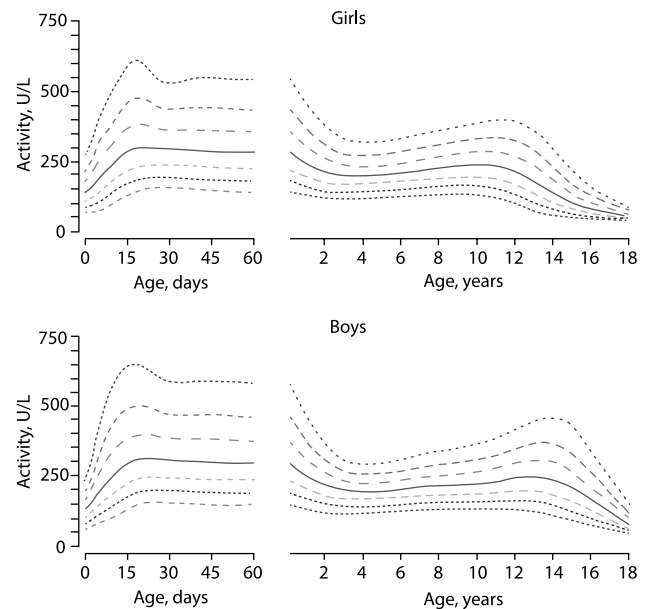 Girls
750
500
250
0
Activity, U/L
0 15 30 45 60
Age, days
2 4 6 8 10 12 14 16 18
Age, years
Boys
750
500
250
0
Activity, U/L
0 15 30 45 60
Age, days
2 4 6 8 10 12 14 16 18
Age, years